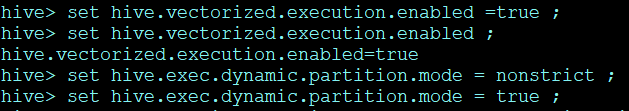 hive> set hive.vectorized.execution.enabled =true ;
hive> set hive.vectorized.execution.enabled ;
hive.vectorized.execution.enabled=true
hive> set hive.exec.dynamic.partition.mode = nonstrict ;
hive> set hive.exec.dynamic.partition.mode = true ;